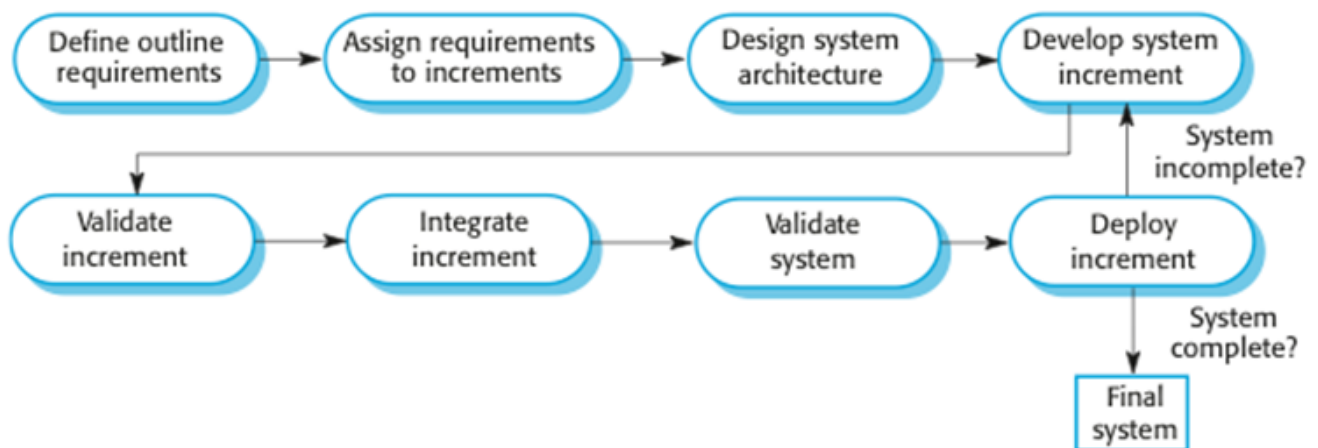 Define outline
requirements
Assign requirements
to increments
Design system
architecture
Develop system
increment
System
incomplete?
Validate
increment
Integrate
increment
Validate
system
Deploy
increment
System
complete?
Final
system